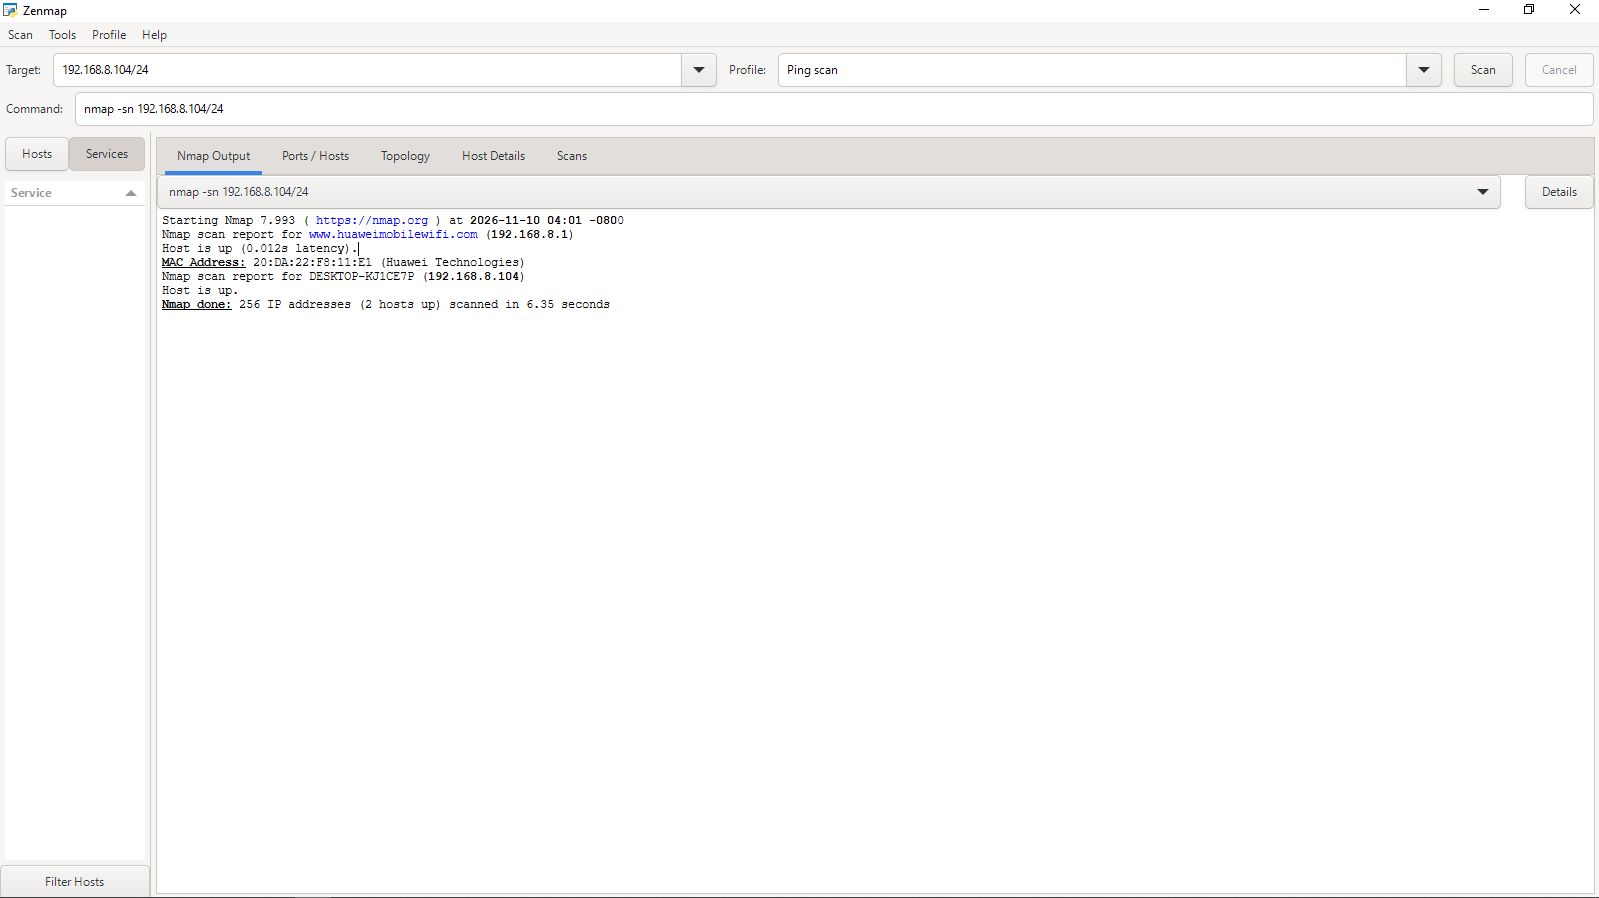 Zenmap
Scan Tools Profile Help
Target: 192.168.8.104/24 Profile: Ping scan Scan Cancel
Command: nmap -sn 192.168.8.104/24
Hosts Services Nmap Output Ports / Hosts Topology Host Details Scans
Service nmap -sn 192.168.8.104/24 Details
Starting Nmap 7.993 ( https://nmap.org ) at 2026-11-10 04:01 -0800
Nmap scan report for www.huaweimobilewifi.com (192.168.8.1)
Host is up (0.012s latency).
MAC Address: 20:DA:22:F8:11:E1 (Huawei Technologies)
Nmap scan report for DESKTOP-KJ1CE7P (192.168.8.104)
Host is up.
Nmap done: 256 IP addresses (2 hosts up) scanned in 6.35 seconds
Filter Hosts